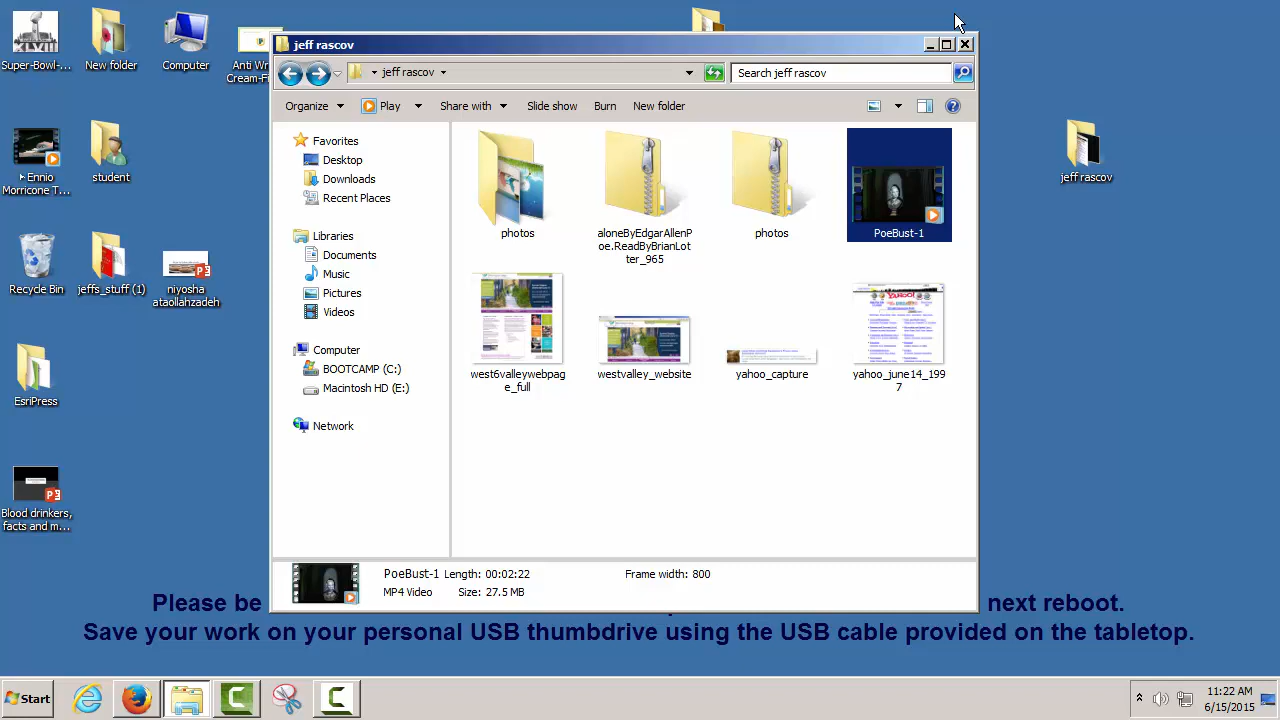 Super-Bowl-...
XLVIII
New folder
Computer
Anti Wr
Cream-Fi
Ennio
Morricone T...
student
Recycle Bin
jeffs_stuff (1)
niyosha
ataollahzadeh
EsriPress
Blood drinkers,
facts and m...
jeff rascov
jeff rascov
Search jeff rascov
Organize
Play
Share with
Slide show
Burn
New folder
Favorites
Desktop
Downloads
Recent Places
Libraries
Documents
Music
Pictures
Videos
Computer
BOOTCAMP (C:)
Macintosh HD (E:)
Network
photos
aloneByEdgarAllenP
oe.ReadByBrianLot
ter_965
photos
PoeBust-1
westvalleywebpag
e_full
westvalley_website
yahoo_capture
YAHOO!
yahoo_june14_199
7
PoeBust-1 Length: 00:02:22
Frame width: 800
MP4 Video
Size: 27.5 MB
jeff rascov
Please be
next reboot.
Save your work on your personal USB thumbdrive using the USB cable provided on the tabletop.
Start
11:22 AM
6/15/2015